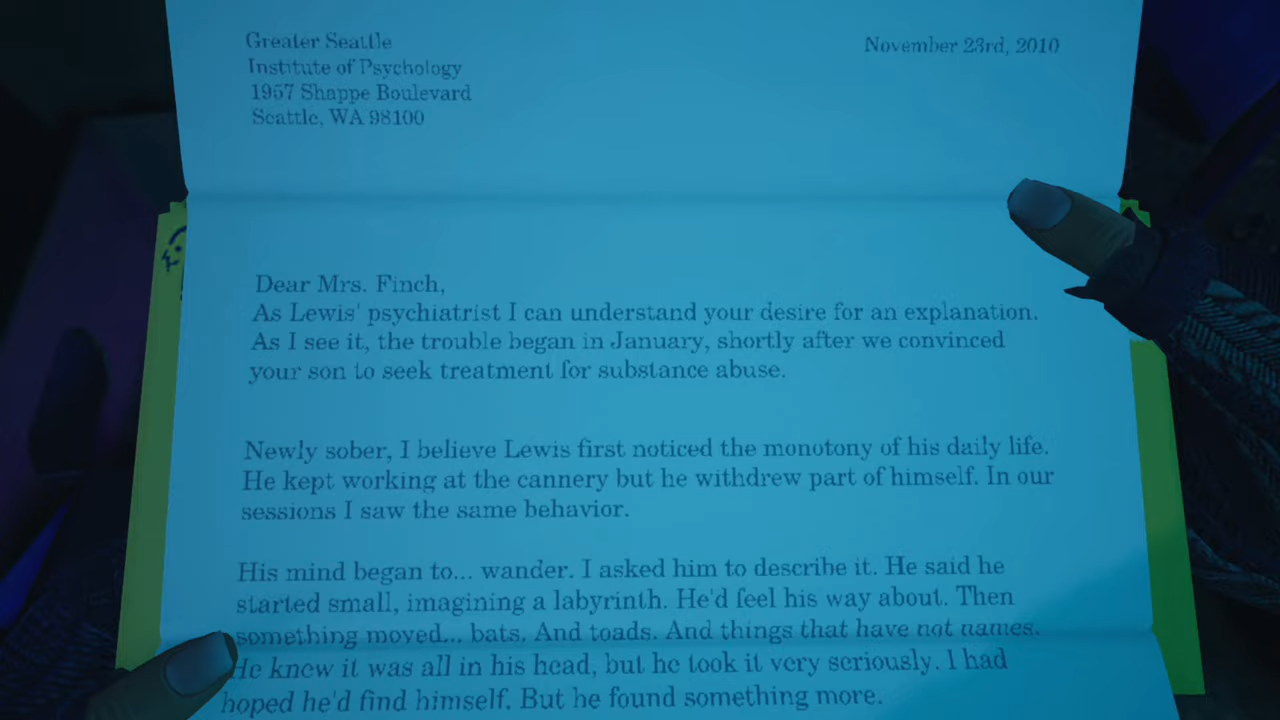 Greater Seattle
Institute of Psychology
1957 Shappe Boulevard
Seattle, WA 98100
November 23rd, 2010
Dear Mrs. Finch,
As Lewis' psychiatrist I can understand your desire for an explanation.
As I see it, the trouble began in January, shortly after we convinced
your son to seek treatment for substance abuse.
Newly sober, I believe Lewis first noticed the monotony of his daily life.
He kept working at the cannery but he withdrew part of himself. In our
sessions I saw the same behavior.
His mind began to... wander. I asked him to describe it. He said he
started small, imagining a labyrinth. He'd feel his way about. Then
something moved... bats. And toads. And things that have not names.
He knew it was all in his head, but he took it very seriously. I had
hoped he'd find himself. But he found something more.